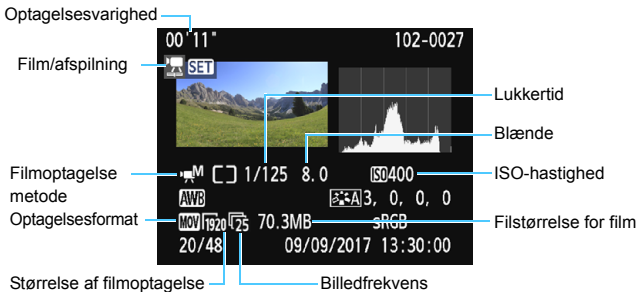 Optagelsesvarighed
00'11" 102-0027
Film/afspilning
SET
Lukkertid
Blænde
Filmoptagelse
metode
M 1/125 8.0 ISO 400
ISO-hastighed
AWB A 3, 0, 0, 0
Optagelsesformat
MOV 1920 25 70.3MB sRGB
Filstørrelse for film
20/48 09/09/2017 13:30:00
Størrelse af filmoptagelse
Billedfrekvens